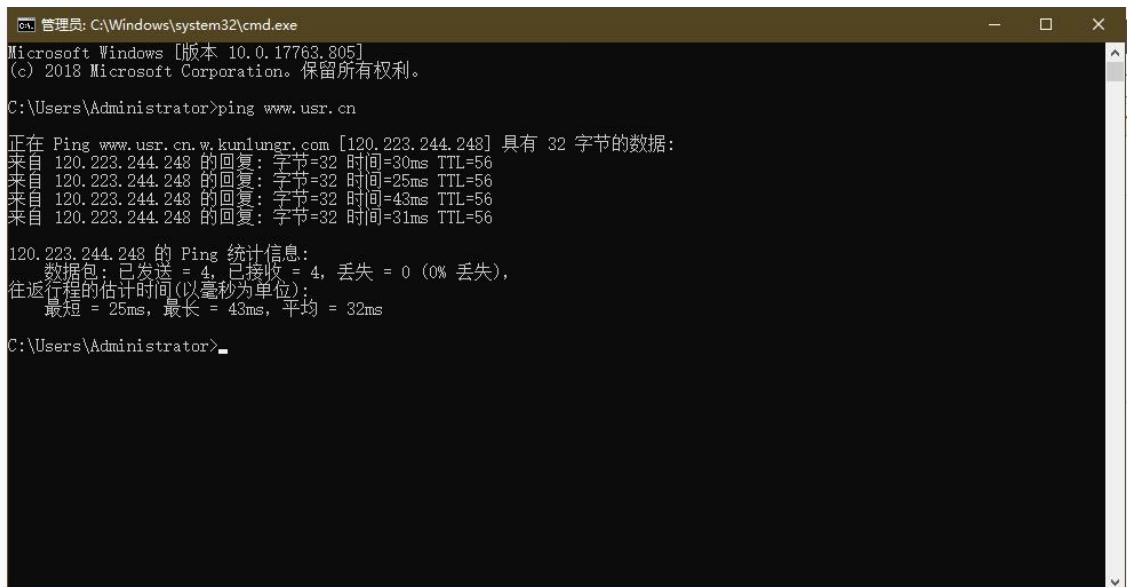 管理员: C:\Windows\system32\cmd.exe
Microsoft Windows [版本 10.0.17763.805]
(c) 2018 Microsoft Corporation。保留所有权利。
C:\Users\Administrator>ping www.usr.cn
正在 Ping www.usr.cn.w.kunlungr.com [120.223.244.248] 具有 32 字节的数据:
来自 120.223.244.248 的回复: 字节=32 时间=30ms TTL=56
来自 120.223.244.248 的回复: 字节=32 时间=25ms TTL=56
来自 120.223.244.248 的回复: 字节=32 时间=43ms TTL=56
来自 120.223.244.248 的回复: 字节=32 时间=31ms TTL=56
120.223.244.248 的 Ping 统计信息:
数据包: 已发送 = 4, 已接收 = 4, 丢失 = 0 (0% 丢失),
往返行程的估计时间(以毫秒为单位):
最短 = 25ms, 最长 = 43ms, 平均 = 32ms
C:\Users\Administrator>